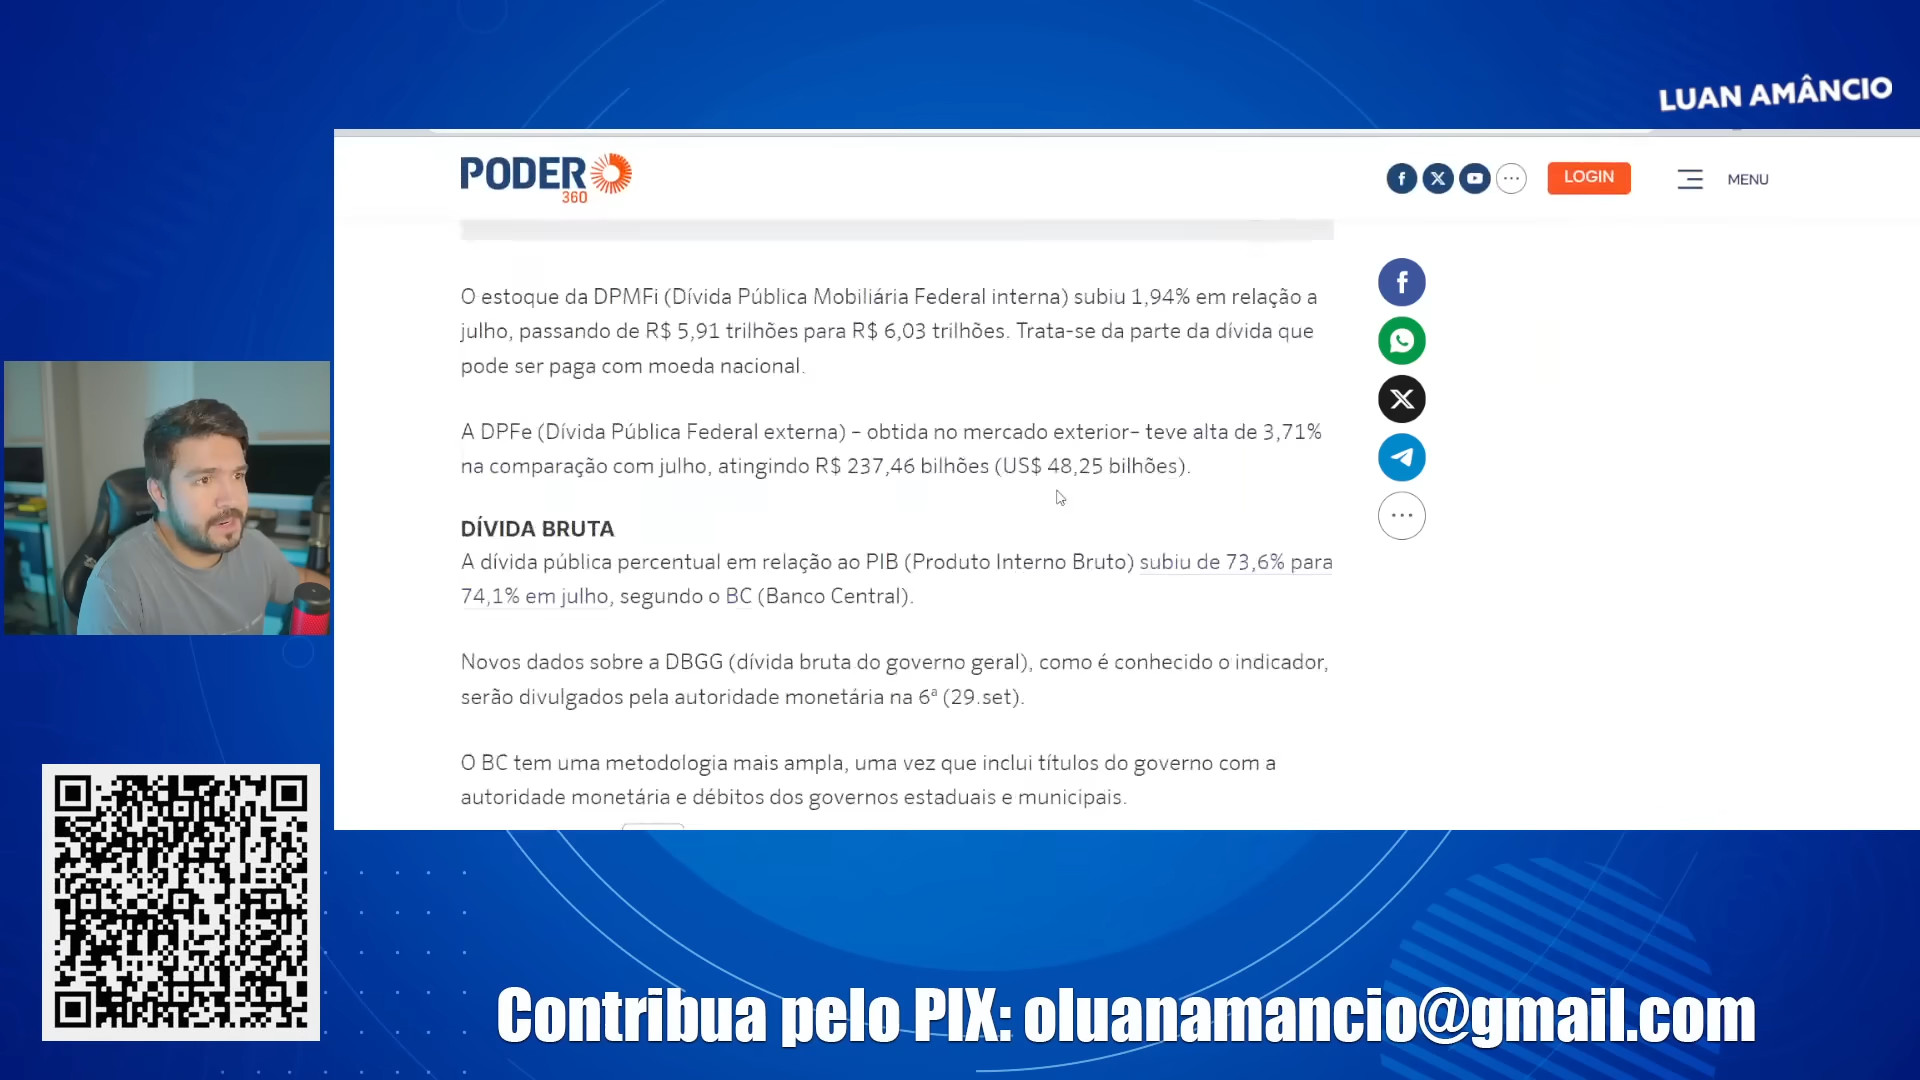 LUAN AMÂNCIO
PODER
360
LOGIN
MENU
O estoque da DPMFi (Dívida Pública Mobiliária Federal interna) subiu 1,94% em relação a
julho, passando de R$ 5,91 trilhões para R$ 6,03 trilhões. Trata-se da parte da dívida que
pode ser paga com moeda nacional.
A DPFe (Dívida Pública Federal externa) – obtida no mercado exterior– teve alta de 3,71%
na comparação com julho, atingindo R$ 237,46 bilhões (US$ 48,25 bilhões).
DÍVIDA BRUTA
A dívida pública percentual em relação ao PIB (Produto Interno Bruto) subiu de 73,6% para
74,1% em julho, segundo o BC (Banco Central).
Novos dados sobre a DBGG (dívida bruta do governo geral), como é conhecido o indicador,
serão divulgados pela autoridade monetária na 6ª (29.set).
O BC tem uma metodologia mais ampla, uma vez que inclui títulos do governo com a
autoridade monetária e débitos dos governos estaduais e municipais.
Contribua pelo PIX: oluanamancio@gmail.com